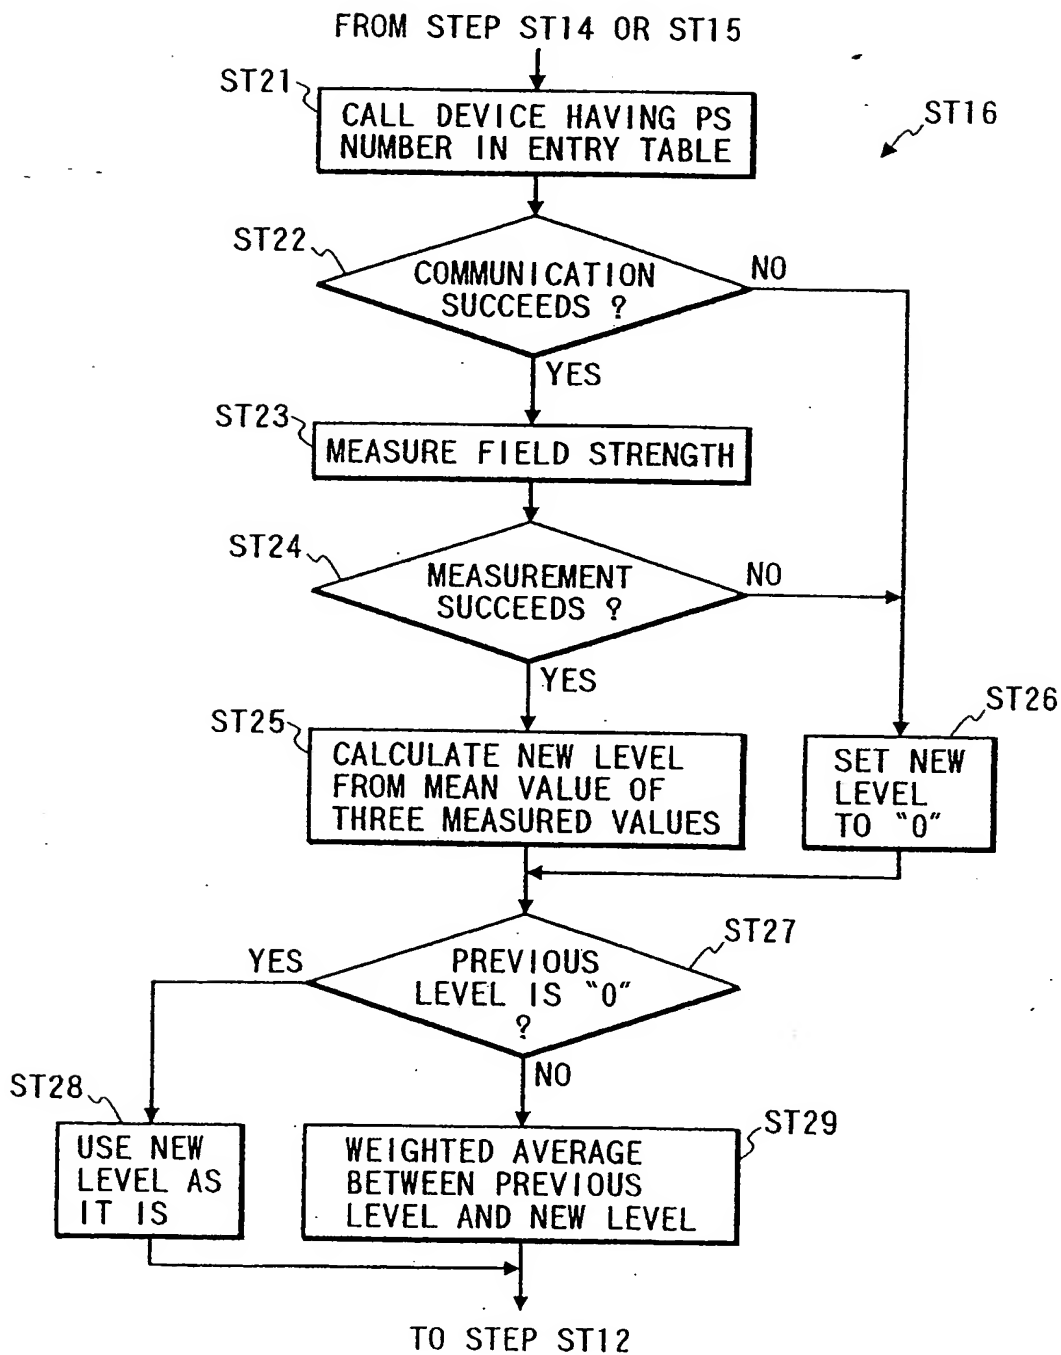 FROM STEP ST14 OR ST15
ST21
CALL DEVICE HAVING PS
NUMBER IN ENTRY TABLE
ST16
ST22
COMMUNICATION
SUCCEEDS ?
NO
YES
ST23
MEASURE FIELD STRENGTH
ST24
MEASUREMENT
SUCCEEDS ?
NO
YES
ST25
CALCULATE NEW LEVEL
FROM MEAN VALUE OF
THREE MEASURED VALUES
ST26
SET NEW
LEVEL
TO "0"
ST27
PREVIOUS
LEVEL IS "0"
?
YES
NO
ST28
USE NEW
LEVEL AS
IT IS
ST29
WEIGHTED AVERAGE
BETWEEN PREVIOUS
LEVEL AND NEW LEVEL
TO STEP ST12